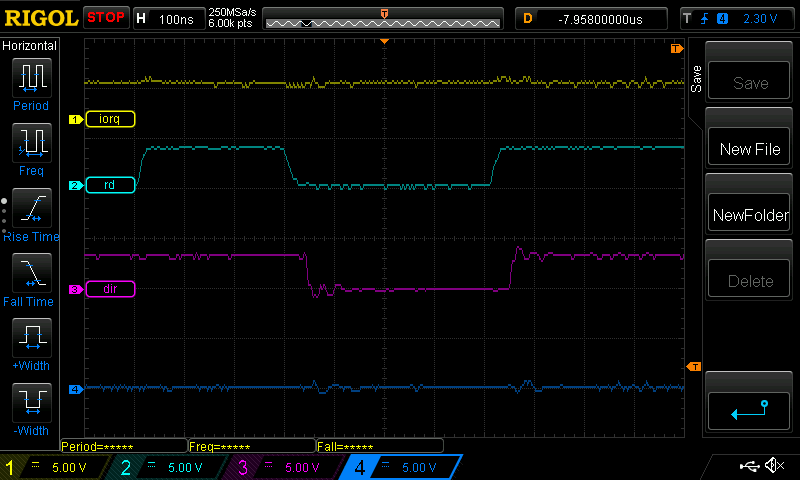 RIGOL STOP H 100ns 250MSa/s 6.00k pts T D -7.95800000us T 4 2.30 V
Horizontal
Period
Freq
Rise Time
Fall Time
+Width
-Width
T
1 iorq
2 rd
3 dir
4
T
Save
Save
New File
NewFolder
Delete
Period=***** Freq=***** Fall=*****
1 5.00 V 2 5.00 V 3 5.00 V 4 5.00 V